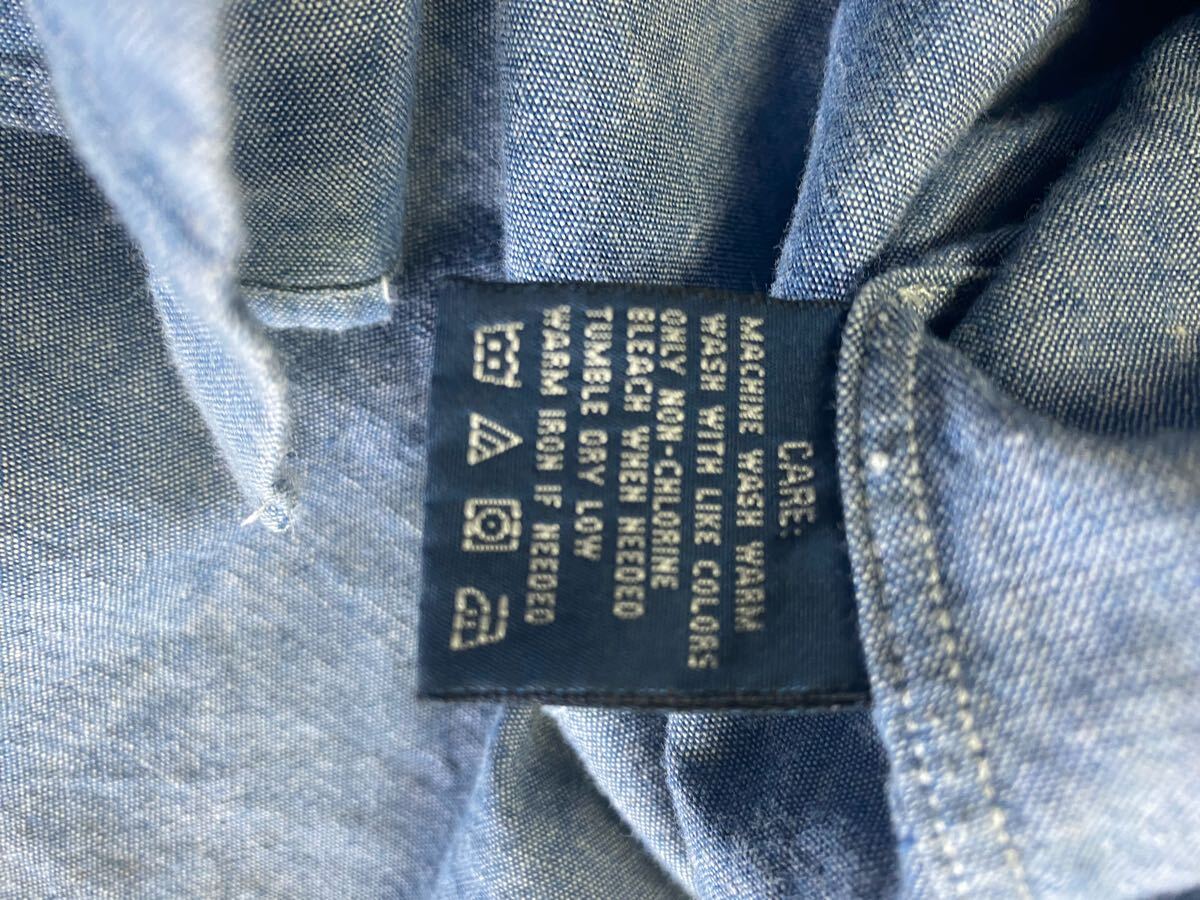 CARE:
MACHINE WASH WARM
WASH WITH LIKE COLORS
ONLY NON-CHLORINE
BLEACH WHEN NEEDED
TUMBLE DRY LOW
WARM IRON IF NEEDED